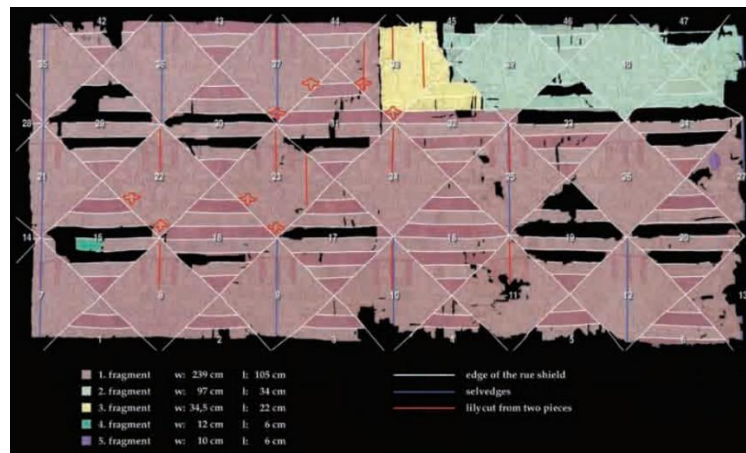 42 43 44 45 46 47
35 36 37 38 39 40
28 29 30 31 32 33 34
21 22 23 24 25 26 27
14 15 16 17 18 19 20
7 8 9 10 11 12 13
1 2 3 4 5 6
1. fragment w: 239 cm l: 105 cm
2. fragment w: 97 cm l: 34 cm
3. fragment w: 34,5 cm l: 22 cm
4. fragment w: 12 cm l: 6 cm
5. fragment w: 10 cm l: 6 cm
edge of the rue shield
selvedges
lilycut from two pieces